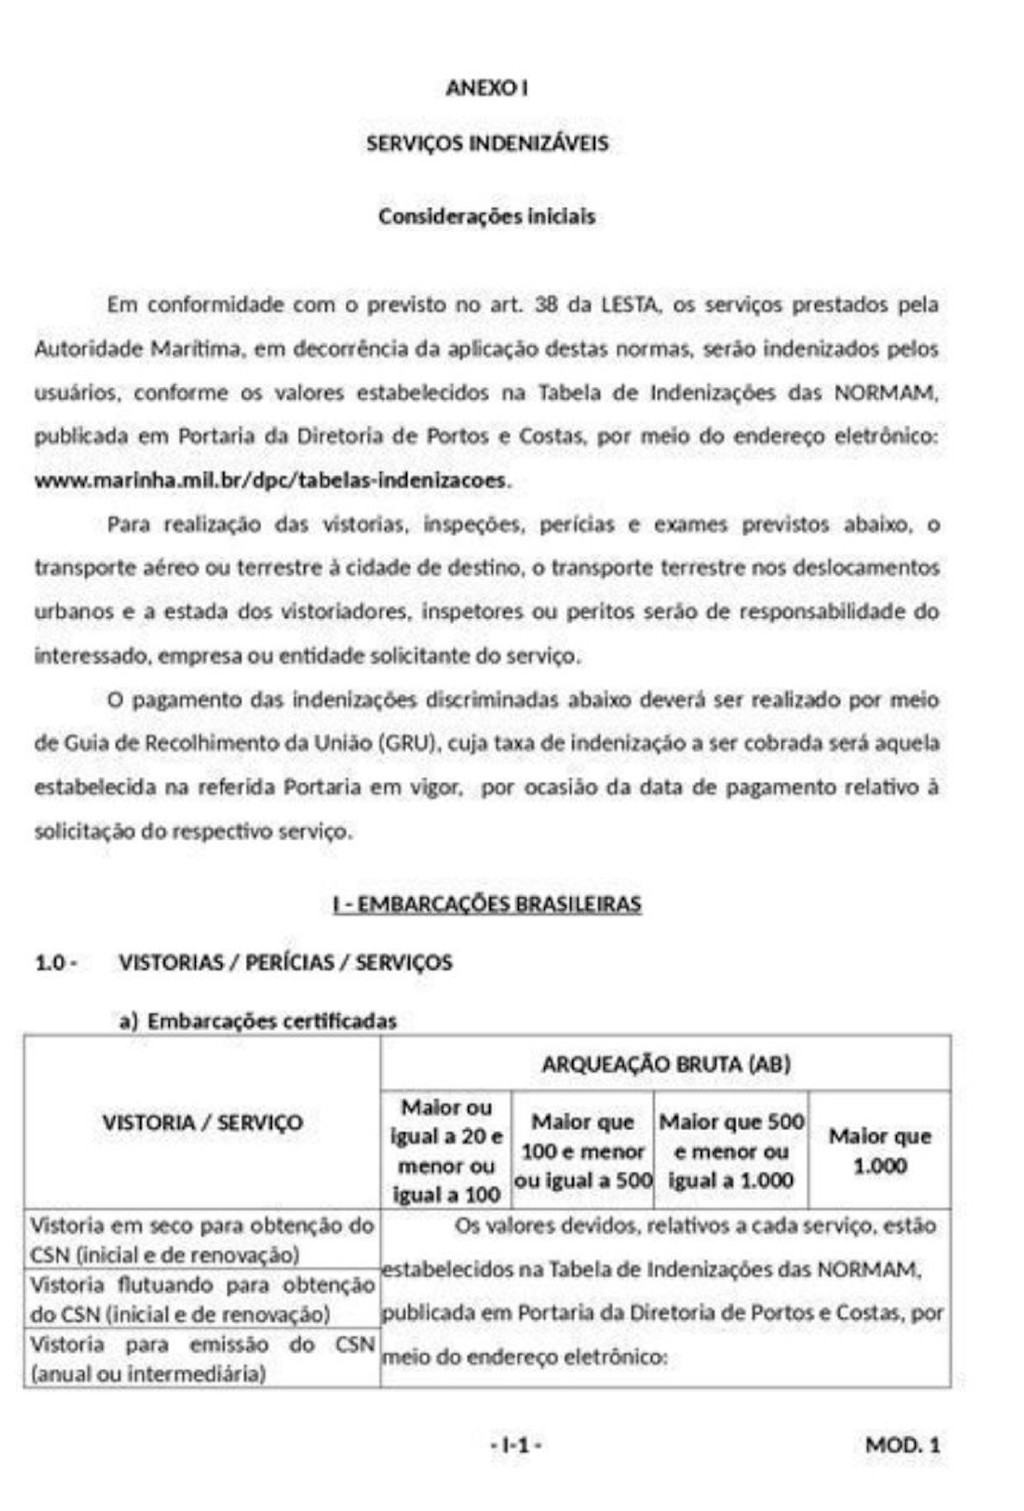 ANEXO I
SERVIÇOS INDENIZÁVEIS
Considerações iniciais
Em conformidade com o previsto no art. 38 da LESTA, os serviços prestados pela
Autoridade Marítima, em decorrência da aplicação destas normas, serão indenizados pelos
usuários, conforme os valores estabelecidos na Tabela de Indenizações das NORMAM,
publicada em Portaria da Diretoria de Portos e Costas, por meio do endereço eletrônico:
www.marinha.mil.br/dpc/tabelas-indenizacoes.
Para realização das vistorias, inspeções, perícias e exames previstos abaixo, o
transporte aéreo ou terrestre à cidade de destino, o transporte terrestre nos deslocamentos
urbanos e a estada dos vistoriadores, inspetores ou peritos serão de responsabilidade do
interessado, empresa ou entidade solicitante do serviço.
O pagamento das indenizações discriminadas abaixo deverá ser realizado por meio
de Guia de Recolhimento da União (GRU), cuja taxa de indenização a ser cobrada será aquela
estabelecida na referida Portaria em vigor, por ocasião da data de pagamento relativo à
solicitação do respectivo serviço.
I - EMBARCAÇÕES BRASILEIRAS
1.0 - VISTORIAS / PERÍCIAS / SERVIÇOS
a) Embarcações certificadas
VISTORIA / SERVIÇO
ARQUEAÇÃO BRUTA (AB)
Maior ou
igual a 20 e
menor ou
igual a 100
Maior que
100 e menor
ou igual a 500
Maior que 500
e menor ou
igual a 1.000
Maior que
1.000
Vistoria em seco para obtenção do
CSN (inicial e de renovação)
Vistoria flutuando para obtenção
do CSN (inicial e de renovação)
Vistoria para emissão do CSN
(anual ou intermediária)
Os valores devidos, relativos a cada serviço, estão
estabelecidos na Tabela de Indenizações das NORMAM,
publicada em Portaria da Diretoria de Portos e Costas, por
meio do endereço eletrônico:
- I-1 -
MOD. 1